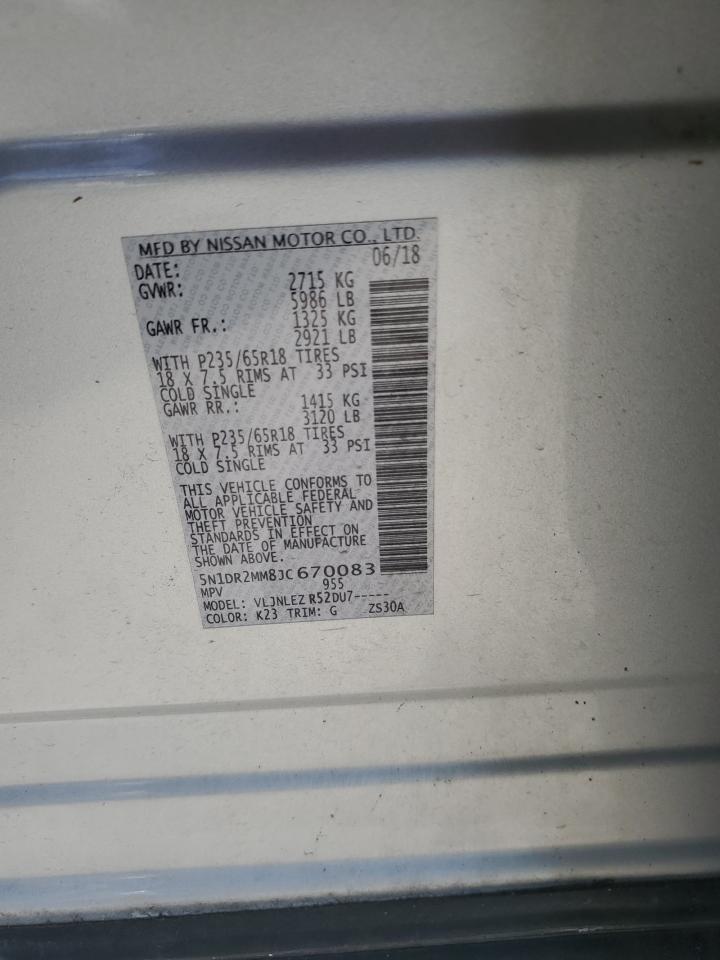 MFD BY NISSAN MOTOR CO., LTD.
DATE: 06/18
GVWR: 2715 KG
5986 LB
GAWR FR.: 1325 KG
2921 LB
WITH P235/65R18 TIRES
18 X 7.5 RIMS AT 33 PSI
COLD SINGLE
GAWR RR.: 1415 KG
3120 LB
WITH P235/65R18 TIRES
18 X 7.5 RIMS AT 33 PSI
COLD SINGLE
THIS VEHICLE CONFORMS TO
ALL APPLICABLE FEDERAL
MOTOR VEHICLE SAFETY AND
THEFT PREVENTION
STANDARDS IN EFFECT ON
THE DATE OF MANUFACTURE
SHOWN ABOVE.
5N1DR2MM8JC670083
MPV 955
MODEL: VLJNLEZ R52DU7-----
COLOR: K23 TRIM: G ZS30A